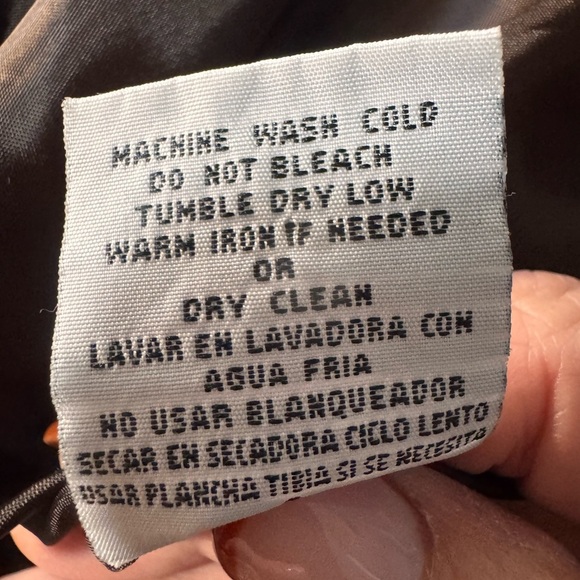 MACHINE WASH COLD
DO NOT BLEACH
TUMBLE DRY LOW
WARM IRON IF NEEDED
OR
DRY CLEAN
LAVAR EN LAVADORA CON
AGUA FRIA
NO USAR BLANQUEADOR
SECAR EN SECADORA CICLO LENTO
USAR PLANCHA TIBIA SI SE NECESITA